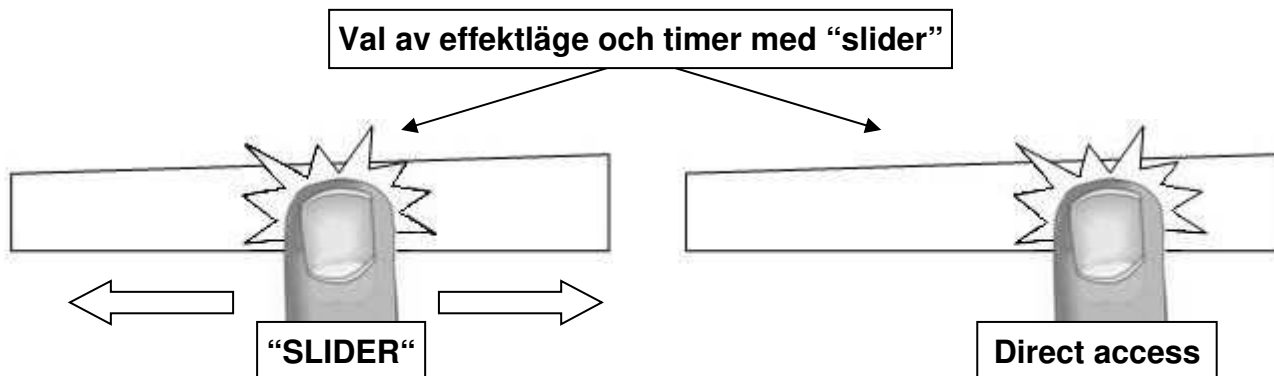 Val av effektläge och timer med “slider”
“SLIDER“
Direct access